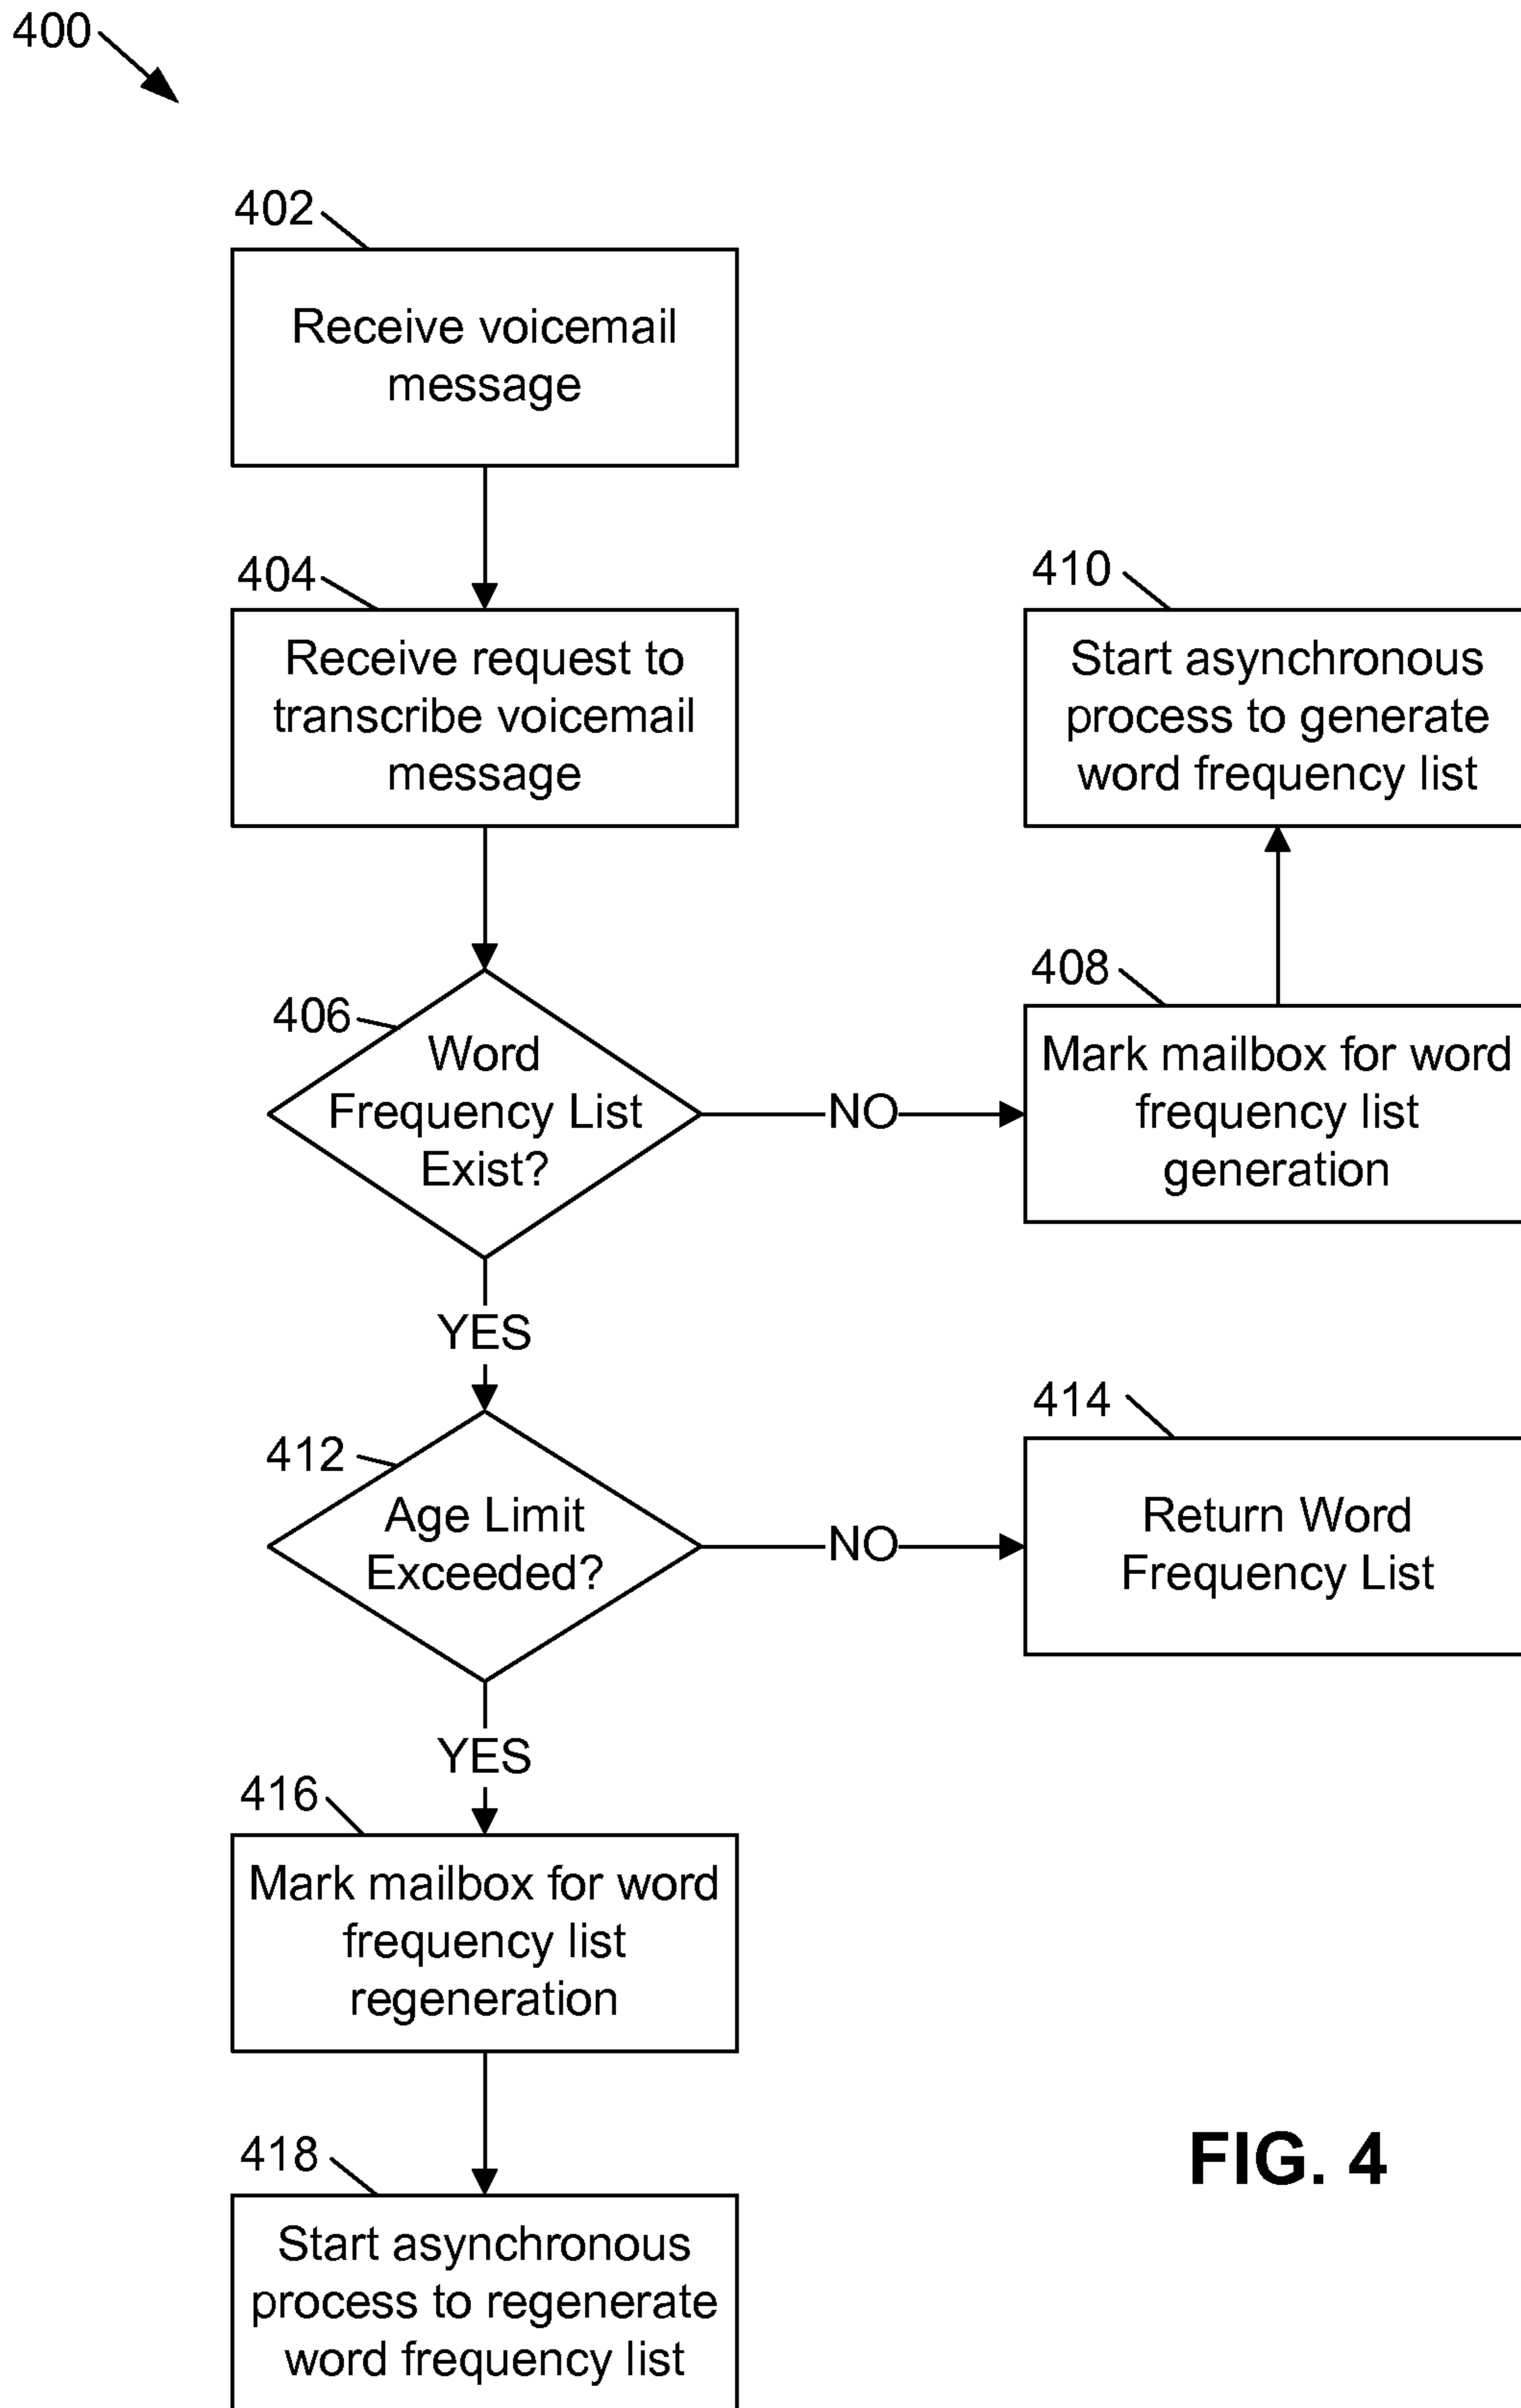 400
402
Receive voicemail
message
404
Receive request to
transcribe voicemail
message
410
Start asynchronous
process to generate
word frequency list
406
Word
Frequency List
Exist?
NO
408
Mark mailbox for word
frequency list
generation
YES
412
Age Limit
Exceeded?
NO
414
Return Word
Frequency List
YES
416
Mark mailbox for word
frequency list
regeneration
418
Start asynchronous
process to regenerate
word frequency list
FIG. 4